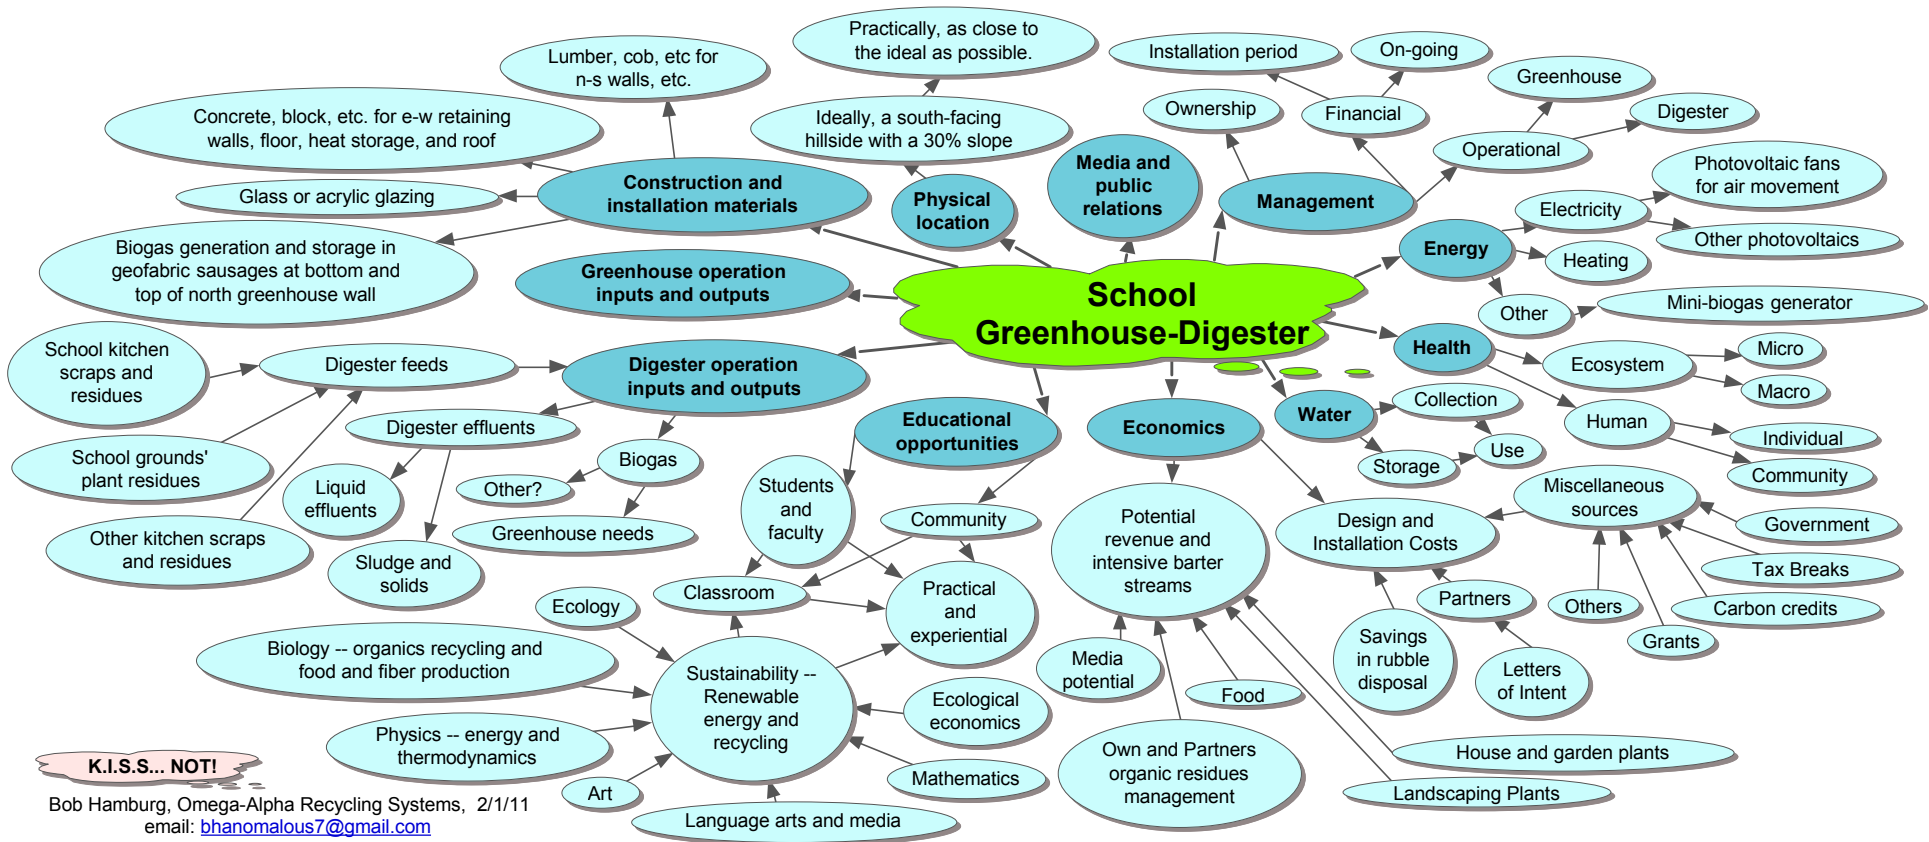 Practically, as close to
the ideal as possible.
Installation period
On-going
Lumber, cob, etc for
n-s walls, etc.
Greenhouse
Concrete, block, etc. for e-w retaining
walls, floor, heat storage, and roof
Ideally, a south-facing
hillside with a 30% slope
Ownership
Financial
Digester
Operational
Media and
public
relations
Photovoltaic fans
for air movement
Construction and
installation materials
Glass or acrylic glazing
Physical
location
Management
Electricity
Other photovoltaics
Energy
Heating
Biogas generation and storage in
geofabric sausages at bottom and
top of north greenhouse wall
Greenhouse operation
inputs and outputs
School
Greenhouse-Digester
Other
Mini-biogas generator
School kitchen
scraps and
residues
Digester feeds
Digester operation
inputs and outputs
Health
Ecosystem
Micro
Macro
Educational
opportunities
Economics
Water
Collection
Storage
Use
Human
Individual
Community
Digester effluents
School grounds'
plant residues
Liquid
effluents
Biogas
Other?
Greenhouse needs
Other kitchen scraps
and residues
Sludge and
solids
Students
and
faculty
Community
Classroom
Practical
and
experiential
Potential
revenue and
intensive barter
streams
Design and
Installation Costs
Miscellaneous
sources
Government
Tax Breaks
Carbon credits
Grants
Others
Partners
Letters
of Intent
Savings
in rubble
disposal
Ecology
Biology -- organics recycling and
food and fiber production
Sustainability --
Renewable
energy and
recycling
Physics -- energy and
thermodynamics
Art
Language arts and media
Mathematics
Ecological
economics
Media
potential
Food
Own and Partners
organic residues
management
House and garden plants
Landscaping Plants
K.I.S.S... NOT!
Bob Hamburg, Omega-Alpha Recycling Systems, 2/1/11
email: bhanomalous7@gmail.com